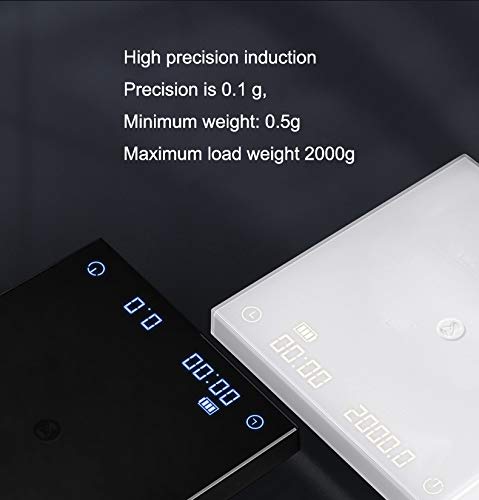 High precision induction
Precision is 0.1 g,
Minimum weight: 0.5g
Maximum load weight 2000g
0.0
00:00
00:00
2000.0